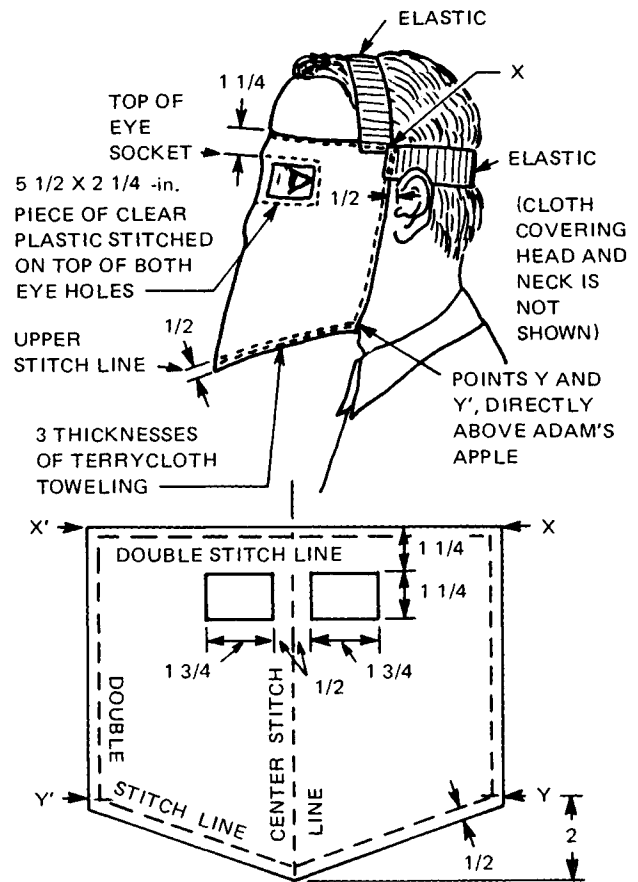 ELASTIC
X
1 1/4
TOP OF
EYE
SOCKET
ELASTIC
5 1/2 X 2 1/4 -in.
PIECE OF CLEAR
PLASTIC STITCHED
ON TOP OF BOTH
EYE HOLES
1/2
(CLOTH
COVERING
HEAD AND
NECK IS
NOT
SHOWN)
1/2
UPPER
STITCH LINE
POINTS Y AND
Y', DIRECTLY
ABOVE ADAM'S
APPLE
3 THICKNESSES
OF TERRYCLOTH
TOWELING
X'
X
DOUBLE STITCH LINE
1 1/4
1 1/4
1 3/4
1/2
1 3/4
DOUBLE
STITCH LINE
CENTER STITCH
LINE
Y'
Y
2
1/2